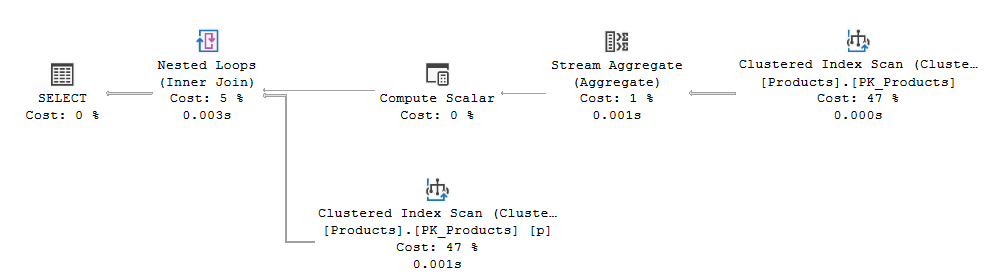 SELECT
Cost: 0 %
Nested Loops
(Inner Join)
Cost: 5 %
0.003s
Compute Scalar
Cost: 0 %
Stream Aggregate
(Aggregate)
Cost: 1 %
0.001s
Clustered Index Scan (Cluste…
[Products].[PK_Products]
Cost: 47 %
0.000s
Clustered Index Scan (Cluste…
[Products].[PK_Products] [p]
Cost: 47 %
0.001s